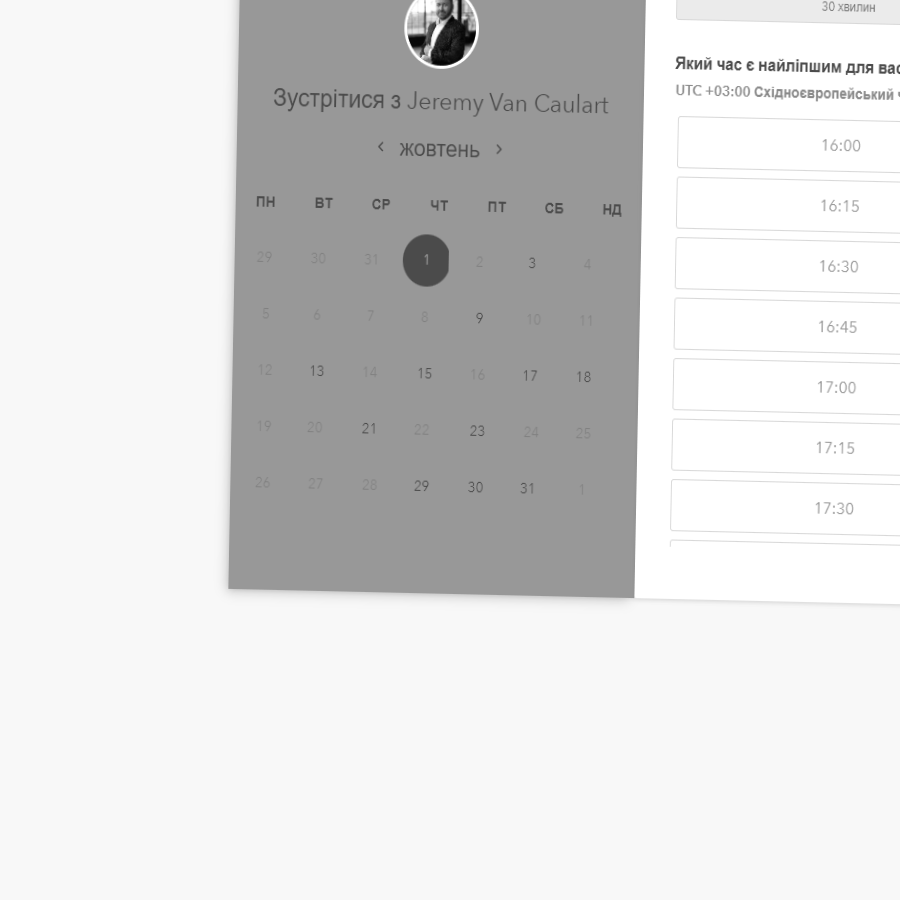 Зустрітися з Jeremy Van Caulart
‹ жовтень ›
ПН ВТ СР ЧТ ПТ СБ НД
29 30 31 1 2 3 4
5 6 7 8 9 10 11
12 13 14 15 16 17 18
19 20 21 22 23 24 25
26 27 28 29 30 31 1
30 хвилин
Який час є найліпшим для вас
UTC +03:00 Східноєвропейський
16:00
16:15
16:30
16:45
17:00
17:15
17:30